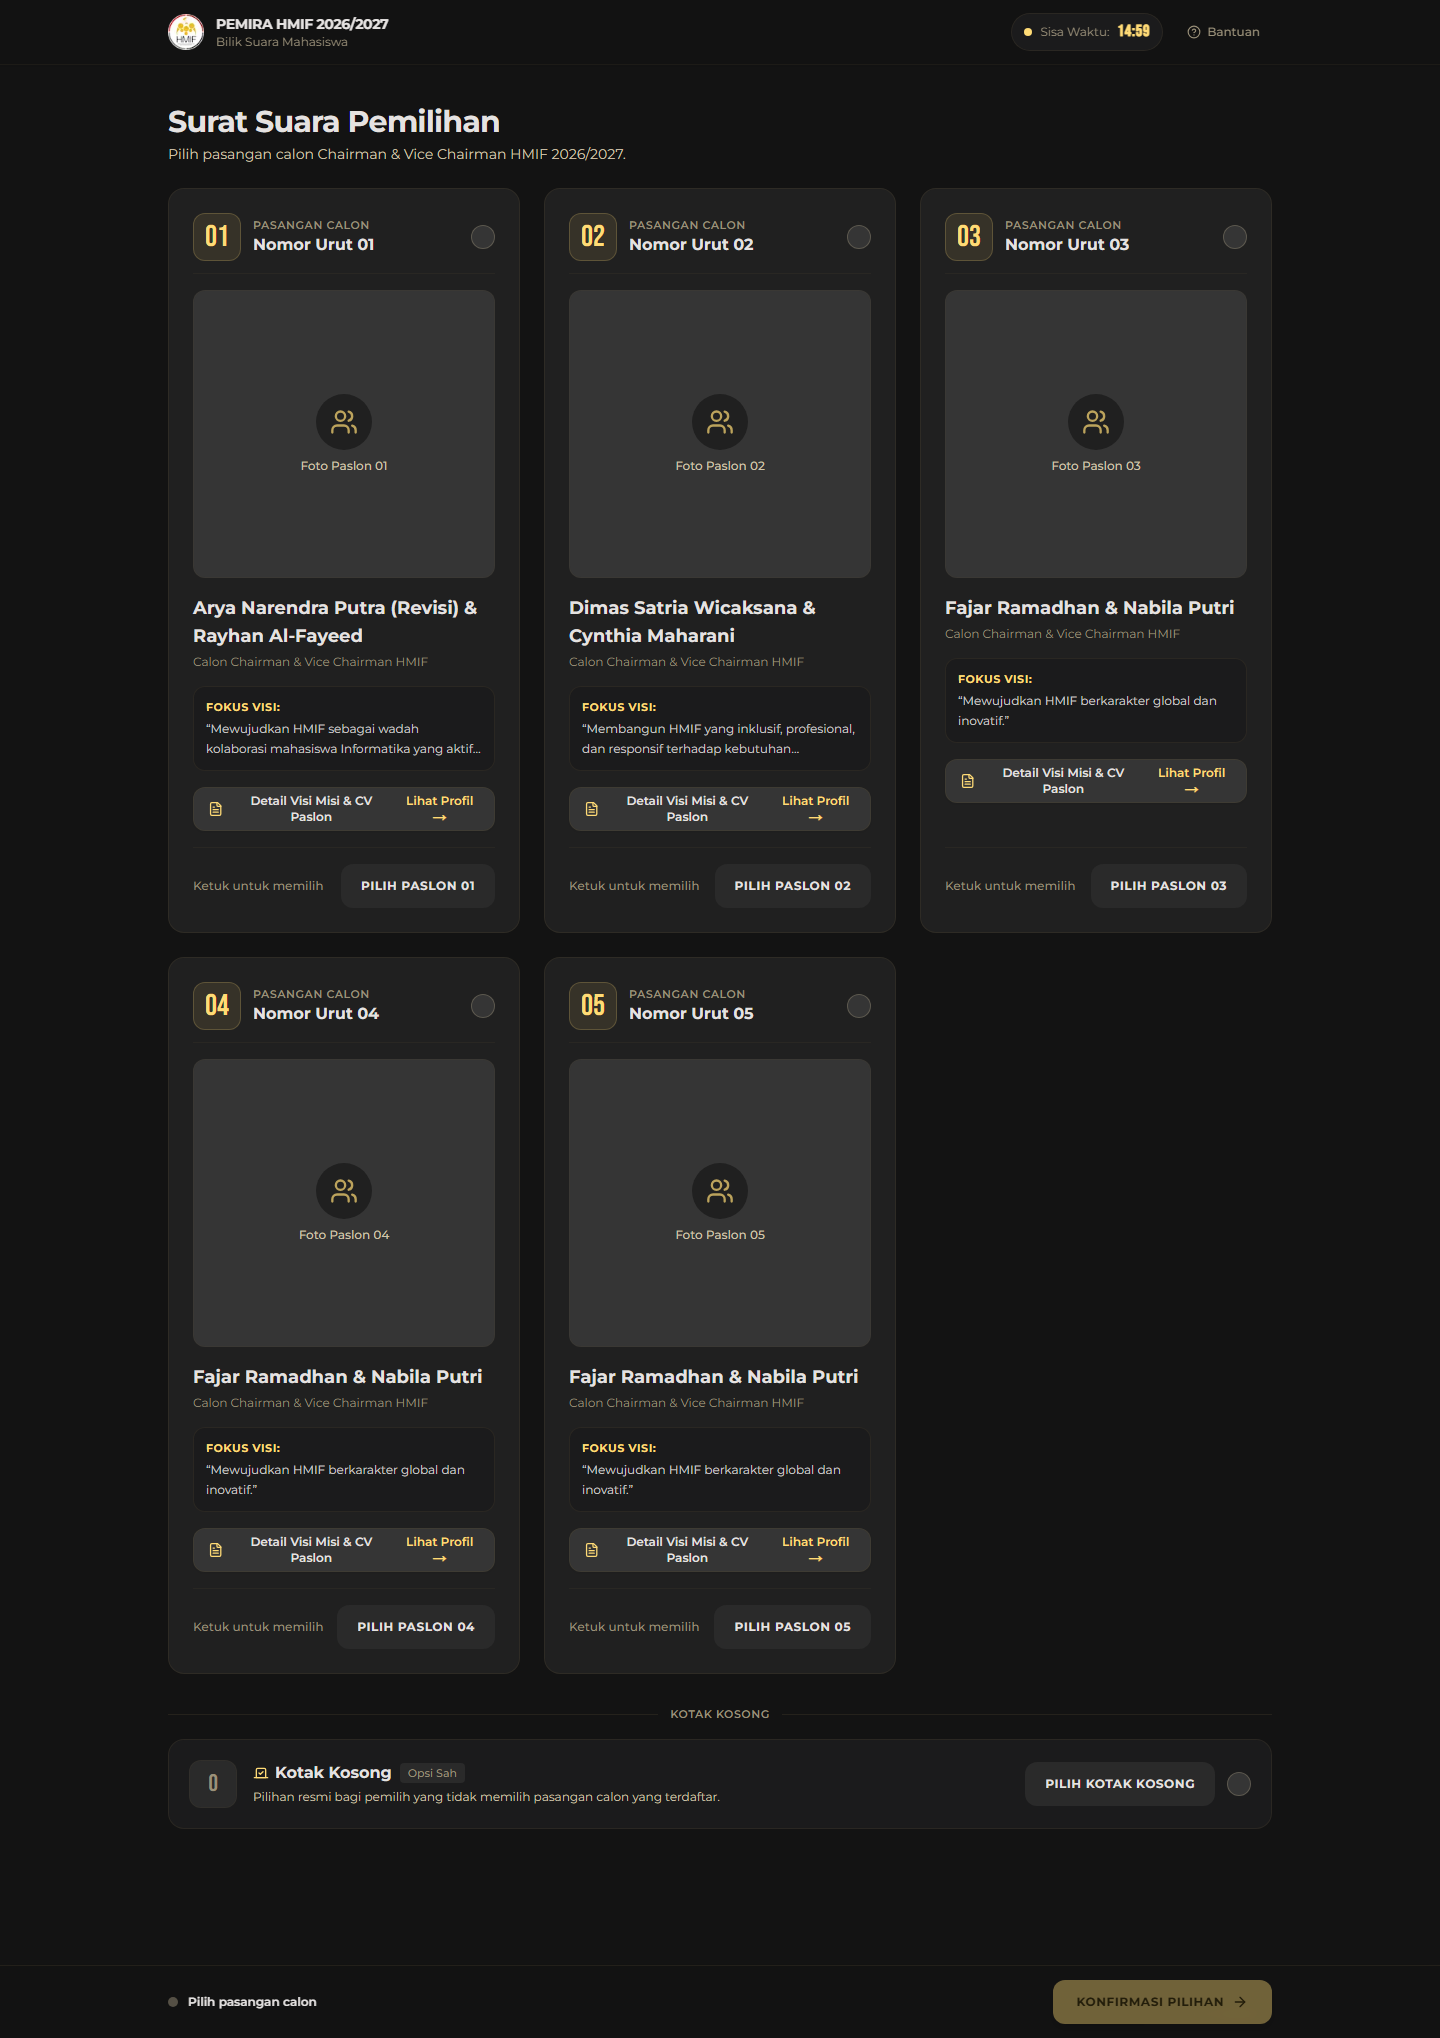 HMIF
PEMIRA HMIF 2026/2027
Bilik Suara Mahasiswa
Sisa Waktu: 14:59
Bantuan
Surat Suara Pemilihan
Pilih pasangan calon Chairman & Vice Chairman HMIF 2026/2027.
01
PASANGAN CALON
Nomor Urut 01
Foto Paslon 01
Arya Narendra Putra (Revisi) &
Rayhan Al-Fayeed
Calon Chairman & Vice Chairman HMIF
FOKUS VISI:
“Mewujudkan HMIF sebagai wadah
kolaborasi mahasiswa Informatika yang aktif...
Detail Visi Misi & CV
Paslon
Lihat Profil
→
Ketuk untuk memilih
PILIH PASLON 01
02
PASANGAN CALON
Nomor Urut 02
Foto Paslon 02
Dimas Satria Wicaksana &
Cynthia Maharani
Calon Chairman & Vice Chairman HMIF
FOKUS VISI:
“Membangun HMIF yang inklusif, profesional,
dan responsif terhadap kebutuhan...
Detail Visi Misi & CV
Paslon
Lihat Profil
→
Ketuk untuk memilih
PILIH PASLON 02
03
PASANGAN CALON
Nomor Urut 03
Foto Paslon 03
Fajar Ramadhan & Nabila Putri
Calon Chairman & Vice Chairman HMIF
FOKUS VISI:
“Mewujudkan HMIF berkarakter global dan
inovatif.”
Detail Visi Misi & CV
Paslon
Lihat Profil
→
Ketuk untuk memilih
PILIH PASLON 03
04
PASANGAN CALON
Nomor Urut 04
Foto Paslon 04
Fajar Ramadhan & Nabila Putri
Calon Chairman & Vice Chairman HMIF
FOKUS VISI:
“Mewujudkan HMIF berkarakter global dan
inovatif.”
Detail Visi Misi & CV
Paslon
Lihat Profil
→
Ketuk untuk memilih
PILIH PASLON 04
05
PASANGAN CALON
Nomor Urut 05
Foto Paslon 05
Fajar Ramadhan & Nabila Putri
Calon Chairman & Vice Chairman HMIF
FOKUS VISI:
“Mewujudkan HMIF berkarakter global dan
inovatif.”
Detail Visi Misi & CV
Paslon
Lihat Profil
→
Ketuk untuk memilih
PILIH PASLON 05
KOTAK KOSONG
0
Kotak Kosong
Opsi Sah
Pilihan resmi bagi pemilih yang tidak memilih pasangan calon yang terdaftar.
PILIH KOTAK KOSONG
Pilih pasangan calon
KONFIRMASI PILIHAN →